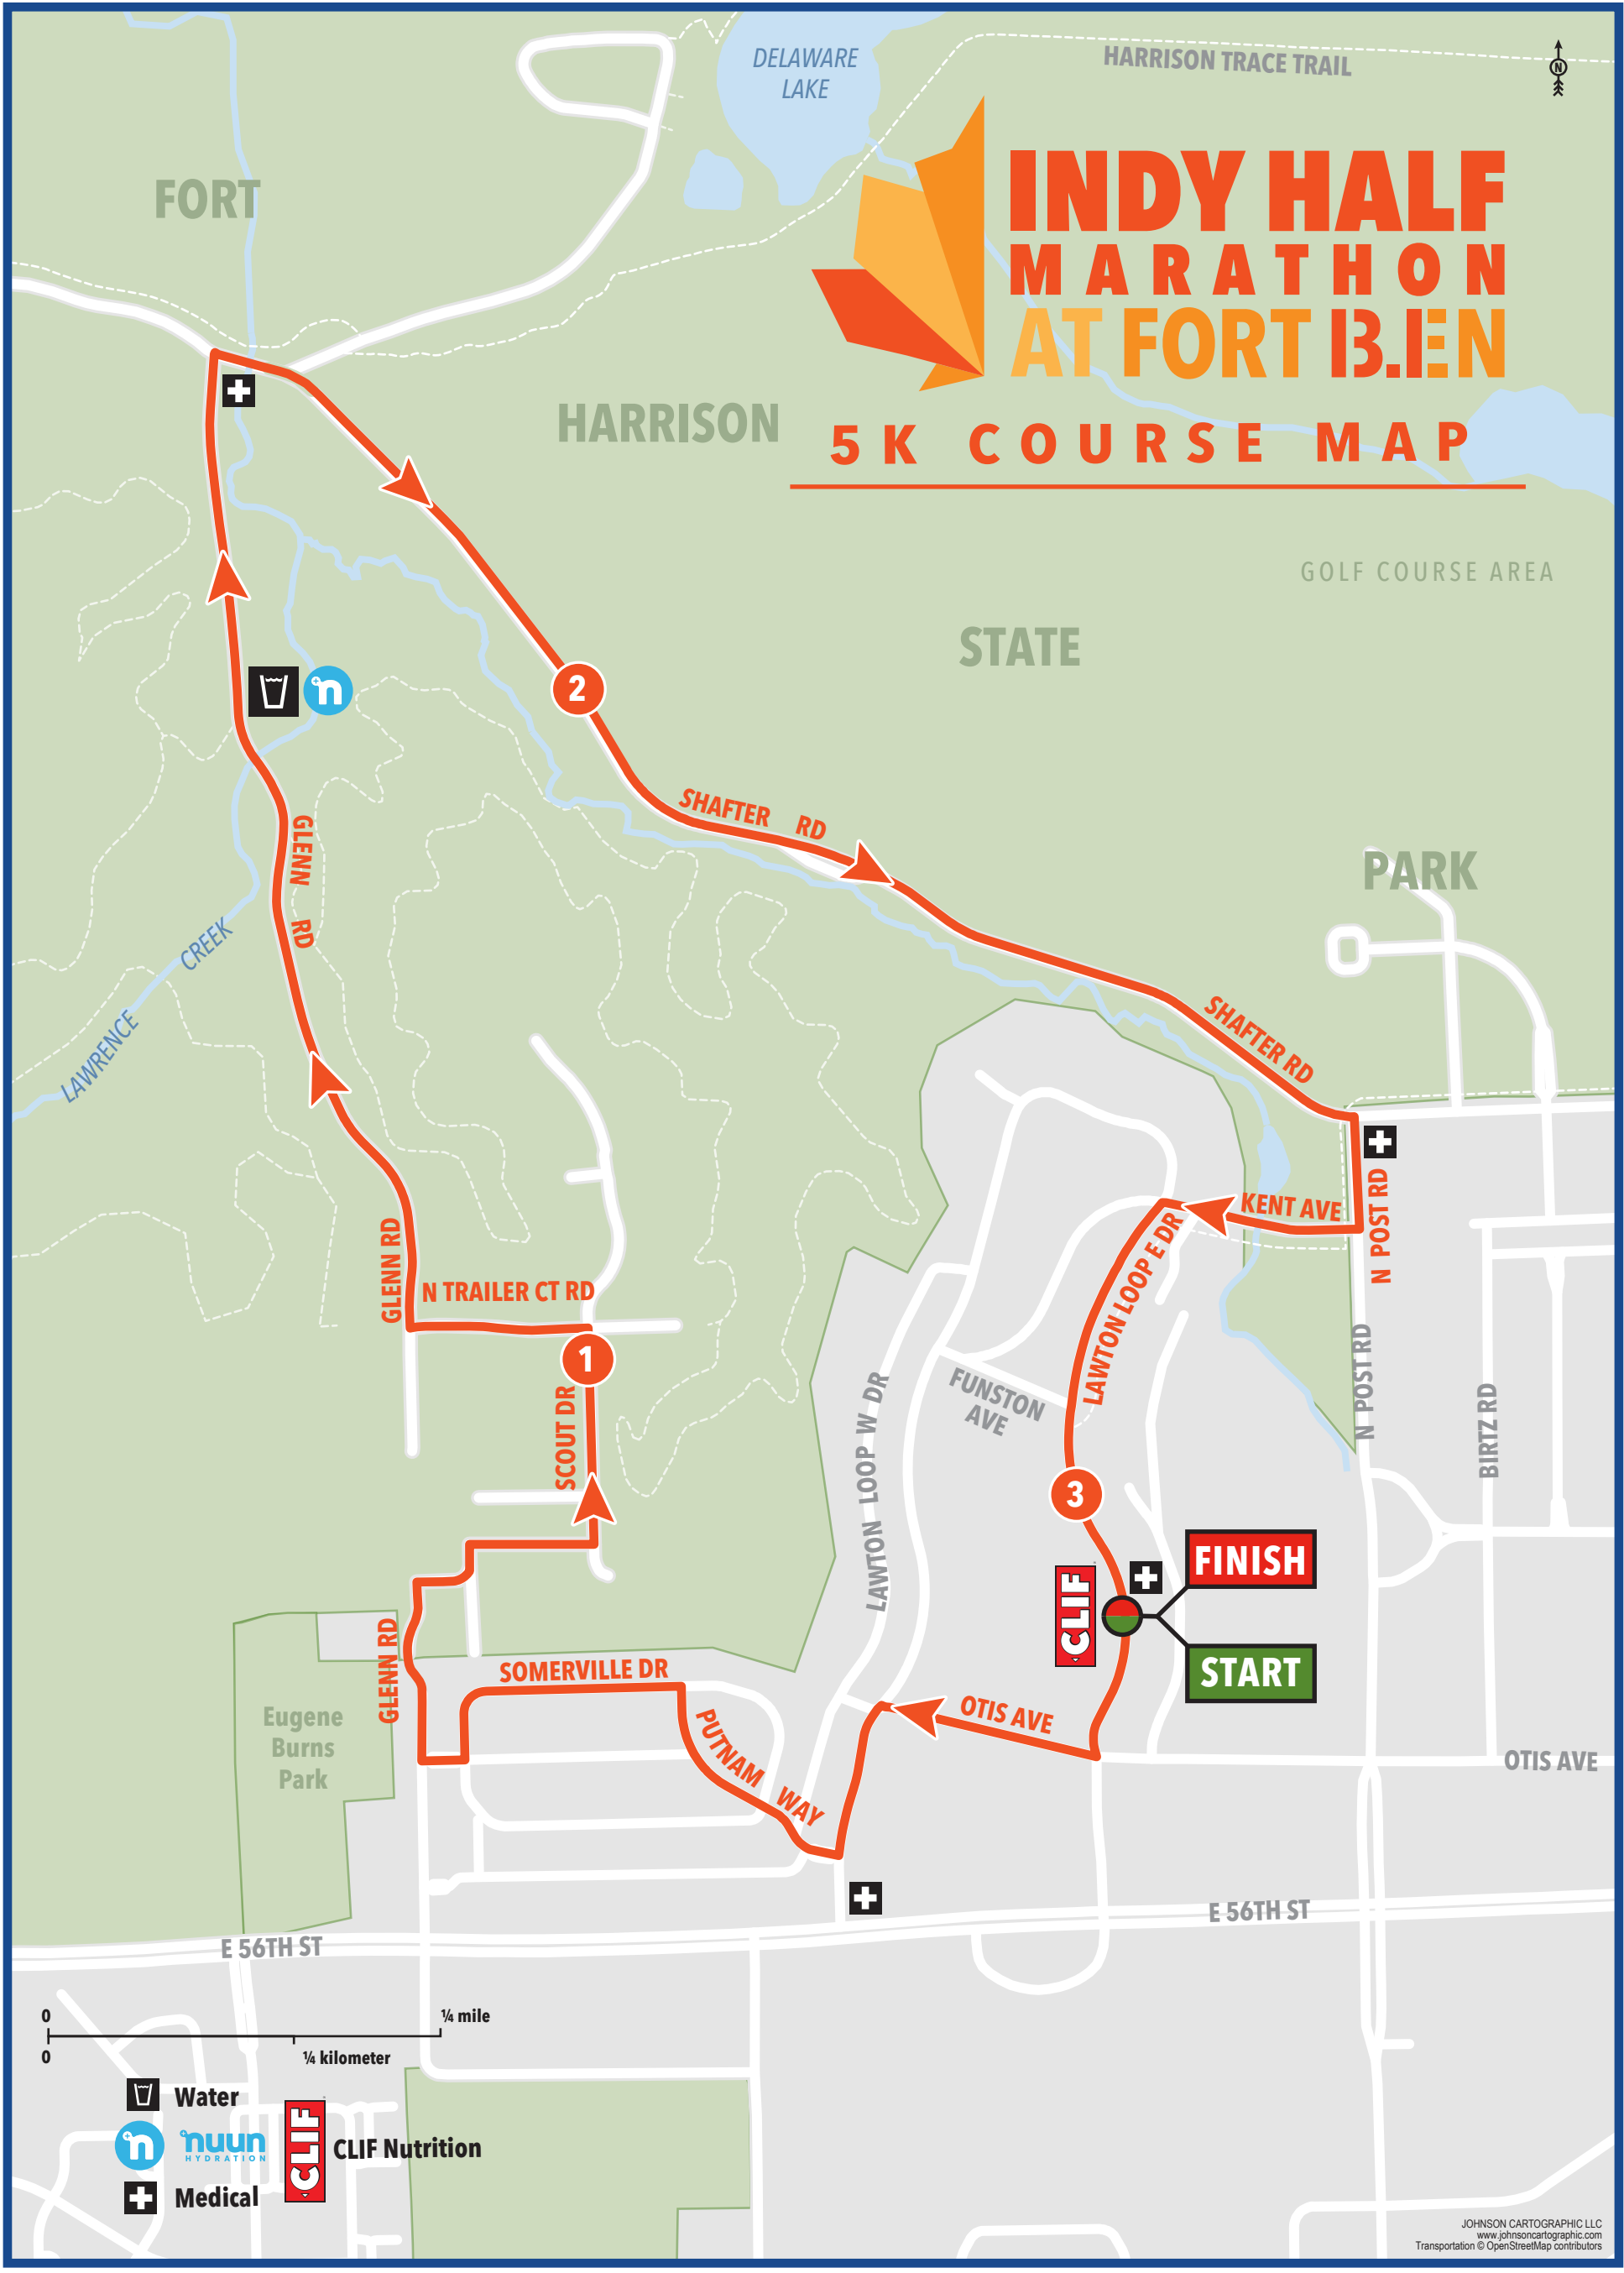 DELAWARE
LAKE
HARRISON TRACE TRAIL
N
FORT
INDY HALF
MARATHON
AT FORT B.EN
5K COURSE MAP
HARRISON
GOLF COURSE AREA
STATE
n
2
SHAFTER RD
GLENN RD
PARK
LAWRENCE CREEK
SHAFTER RD
KENT AVE
N POST RD
GLENN RD
N TRAILER CT RD
LAWTON LOOP E DR
1
SCOUT DR
FUNSTON
AVE
LAWTON LOOP W DR
N POST RD
BIRTZ RD
3
CLIF
FINISH
START
GLENN RD
SOMERVILLE DR
PUTNAM WAY
OTIS AVE
OTIS AVE
Eugene
Burns
Park
E 56TH ST
E 56TH ST
0
¼ mile
0
¼ kilometer
Water
n
nuun
HYDRATION
CLIF
CLIF Nutrition
Medical
JOHNSON CARTOGRAPHIC LLC
www.johnsoncartographic.com
Transportation © OpenStreetMap contributors